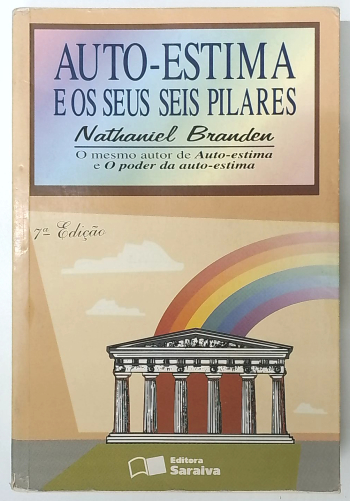 AUTO-ESTIMA
E OS SEUS SEIS PILARES
Nathaniel Branden
O mesmo autor de Auto-estima
e O poder da auto-estima
7ª Edição
Editora
Saraiva